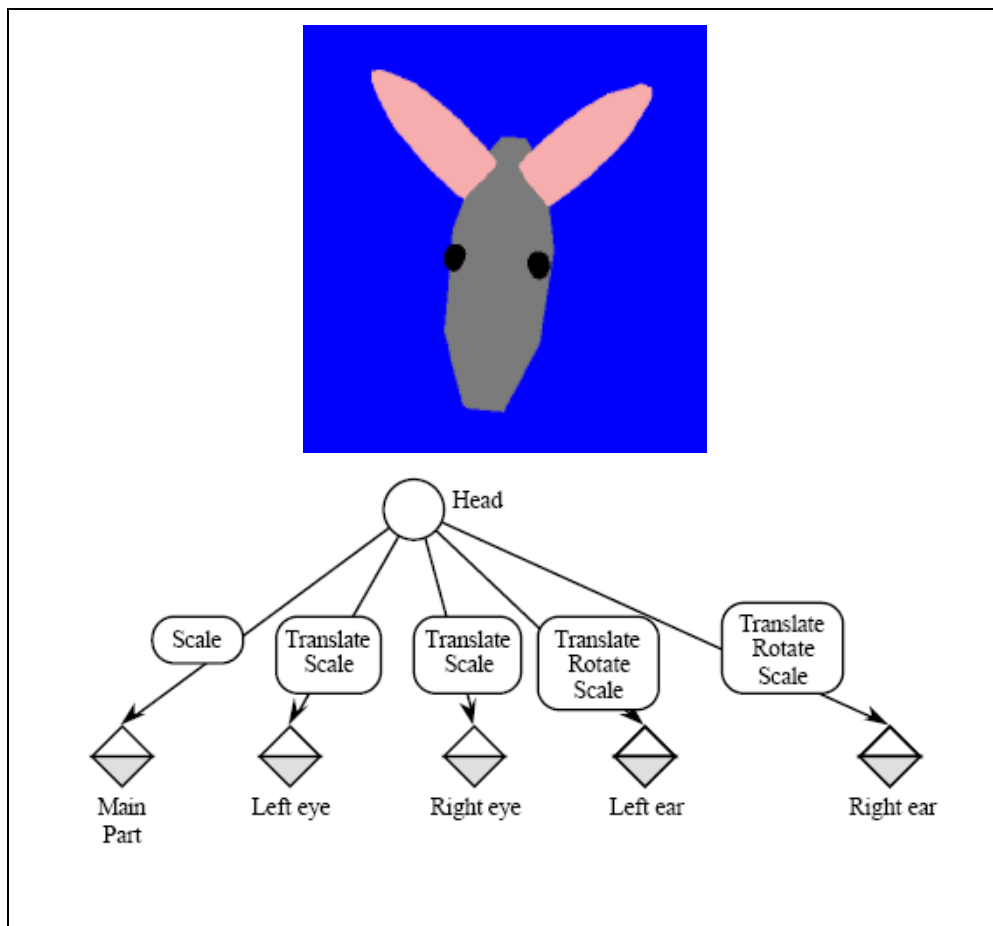 Head
Scale
Translate
Scale
Translate
Scale
Translate
Rotate
Scale
Translate
Rotate
Scale
Main
Part
Left eye
Right eye
Left ear
Right ear